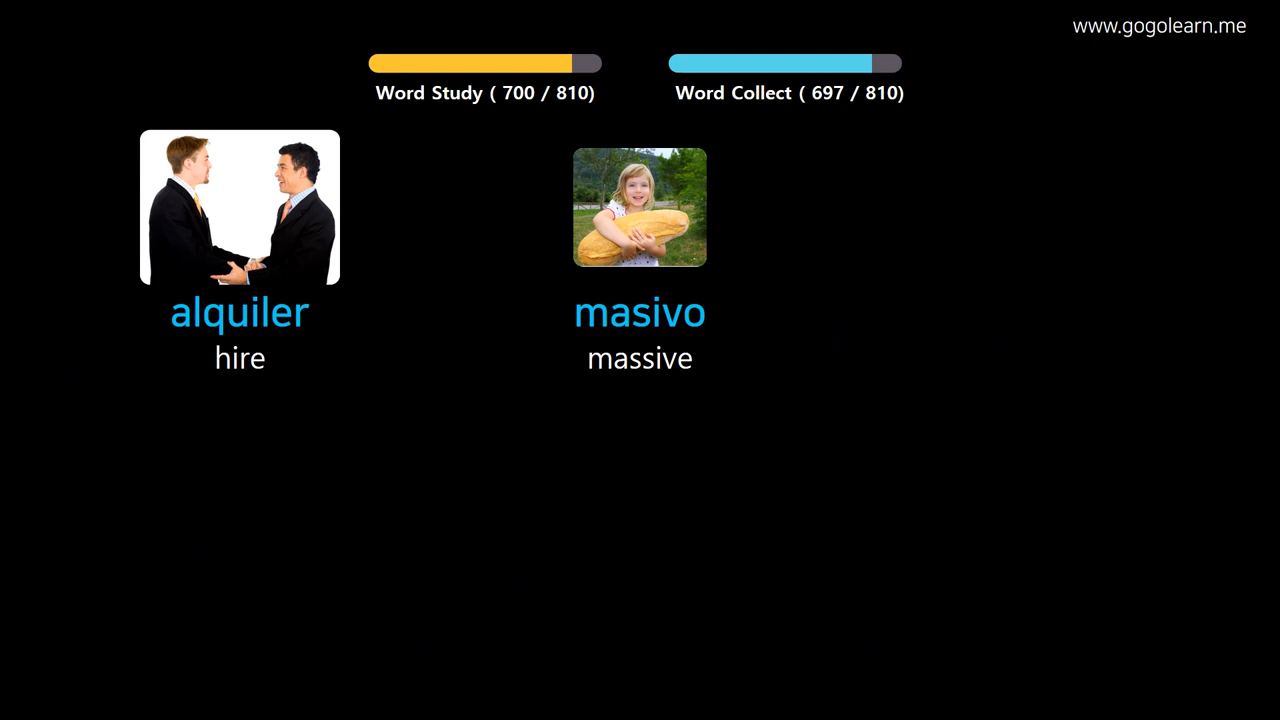 www.gogolearn.me
Word Study ( 700 / 810)
Word Collect ( 697 / 810)
alquiler
hire
masivo
massive